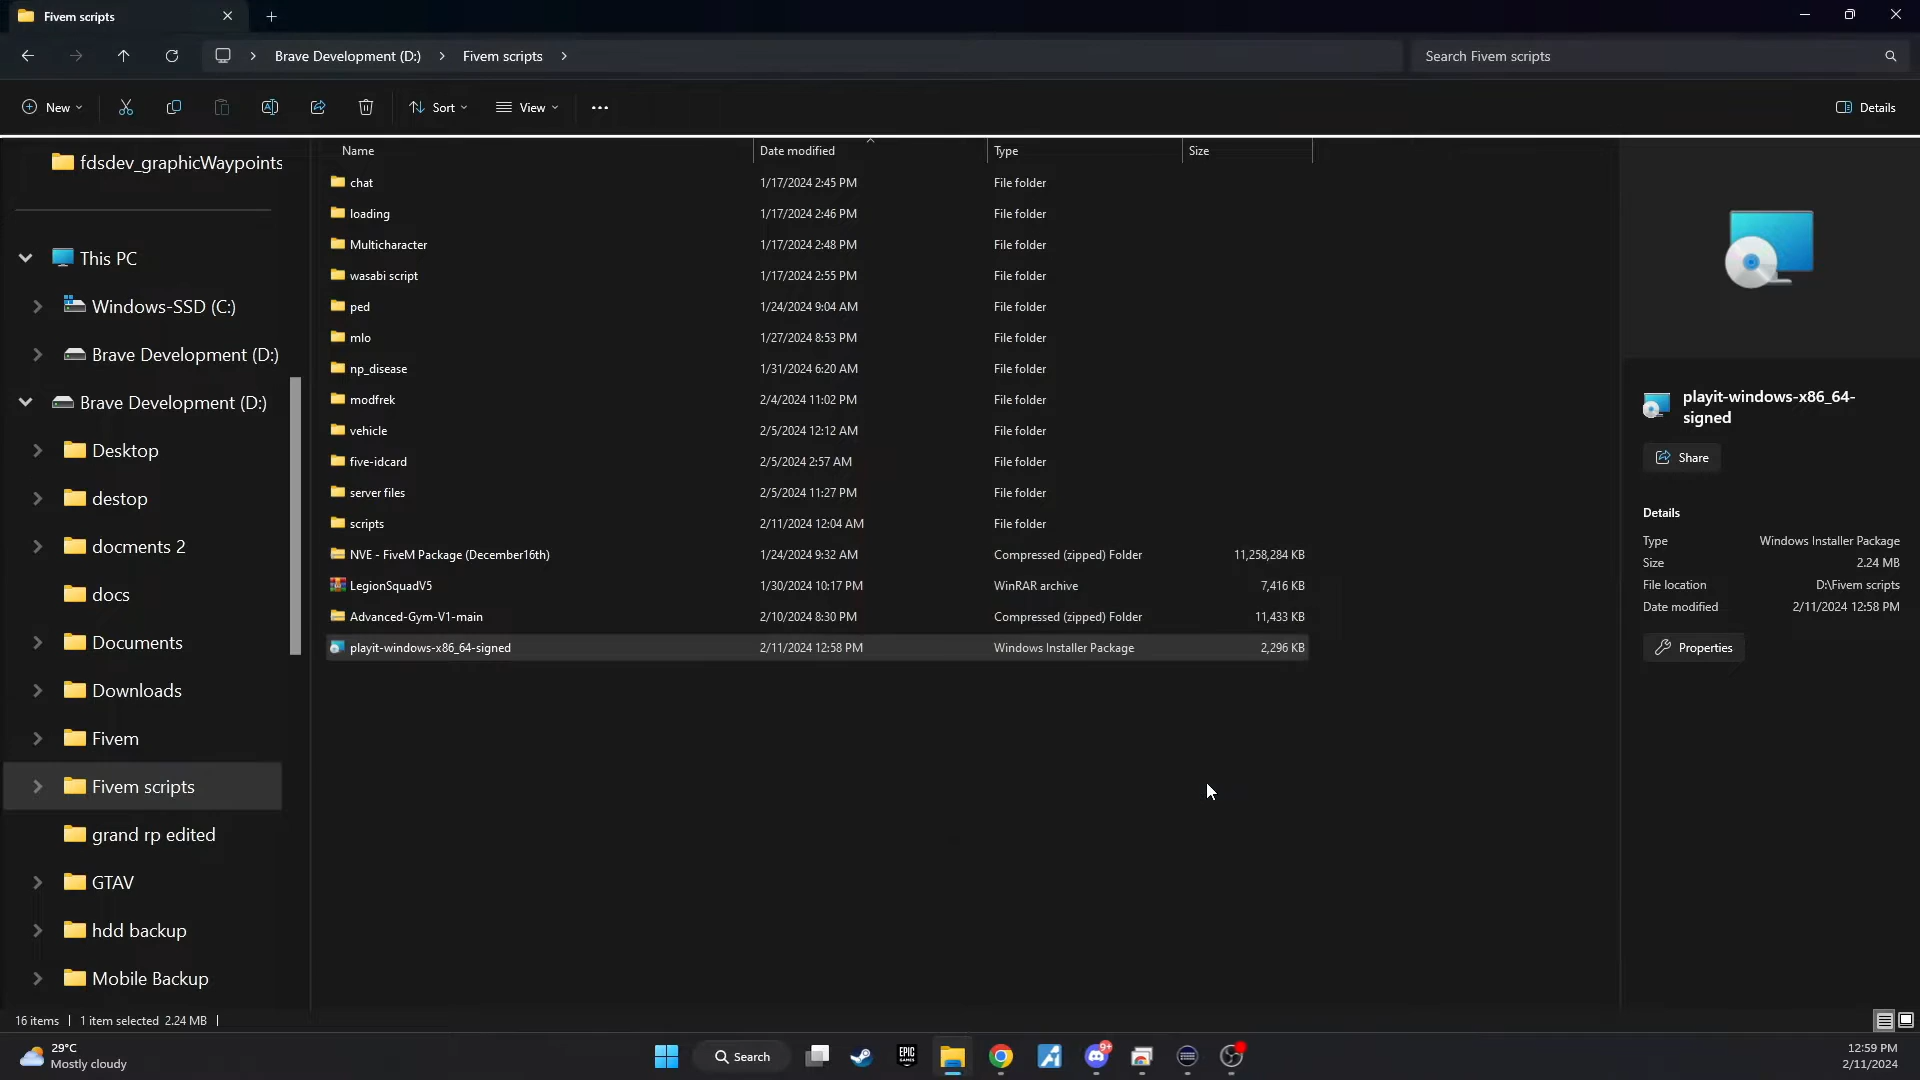 Fivem scripts
Brave Development (D:) Fivem scripts
Search Fivem scripts
New
Sort
View
Details
fdsdev_graphicWaypoints
This PC
Windows-SSD (C:)
Brave Development (D:)
Brave Development (D:)
Desktop
destop
docments 2
docs
Documents
Downloads
Fivem
Fivem scripts
grand rp edited
GTAV
hdd backup
Mobile Backup
Name Date modified Type Size
chat 1/17/2024 2:45 PM File folder
loading 1/17/2024 2:46 PM File folder
Multicharacter 1/17/2024 2:48 PM File folder
wasabi script 1/17/2024 2:55 PM File folder
ped 1/24/2024 9:04 AM File folder
mlo 1/27/2024 8:53 PM File folder
np_disease 1/31/2024 6:20 AM File folder
modfrek 2/4/2024 11:02 PM File folder
vehicle 2/5/2024 12:12 AM File folder
five-idcard 2/5/2024 2:57 AM File folder
server files 2/5/2024 11:27 PM File folder
scripts 2/11/2024 12:04 AM File folder
NVE - FiveM Package (December16th) 1/24/2024 9:32 AM Compressed (zipped) Folder 11,258,284 KB
LegionSquadV5 1/30/2024 10:17 PM WinRAR archive 7,416 KB
Advanced-Gym-V1-main 2/10/2024 8:30 PM Compressed (zipped) Folder 11,433 KB
playit-windows-x86_64-signed 2/11/2024 12:58 PM Windows Installer Package 2,296 KB
playit-windows-x86_64-
signed
Share
Details
Type Windows Installer Package
Size 2.24 MB
File location D:\Fivem scripts
Date modified 2/11/2024 12:58 PM
Properties
16 items 1 item selected 2.24 MB
29°C
Mostly cloudy
Search
EPIC
GAMES
9+
12:59 PM
2/11/2024